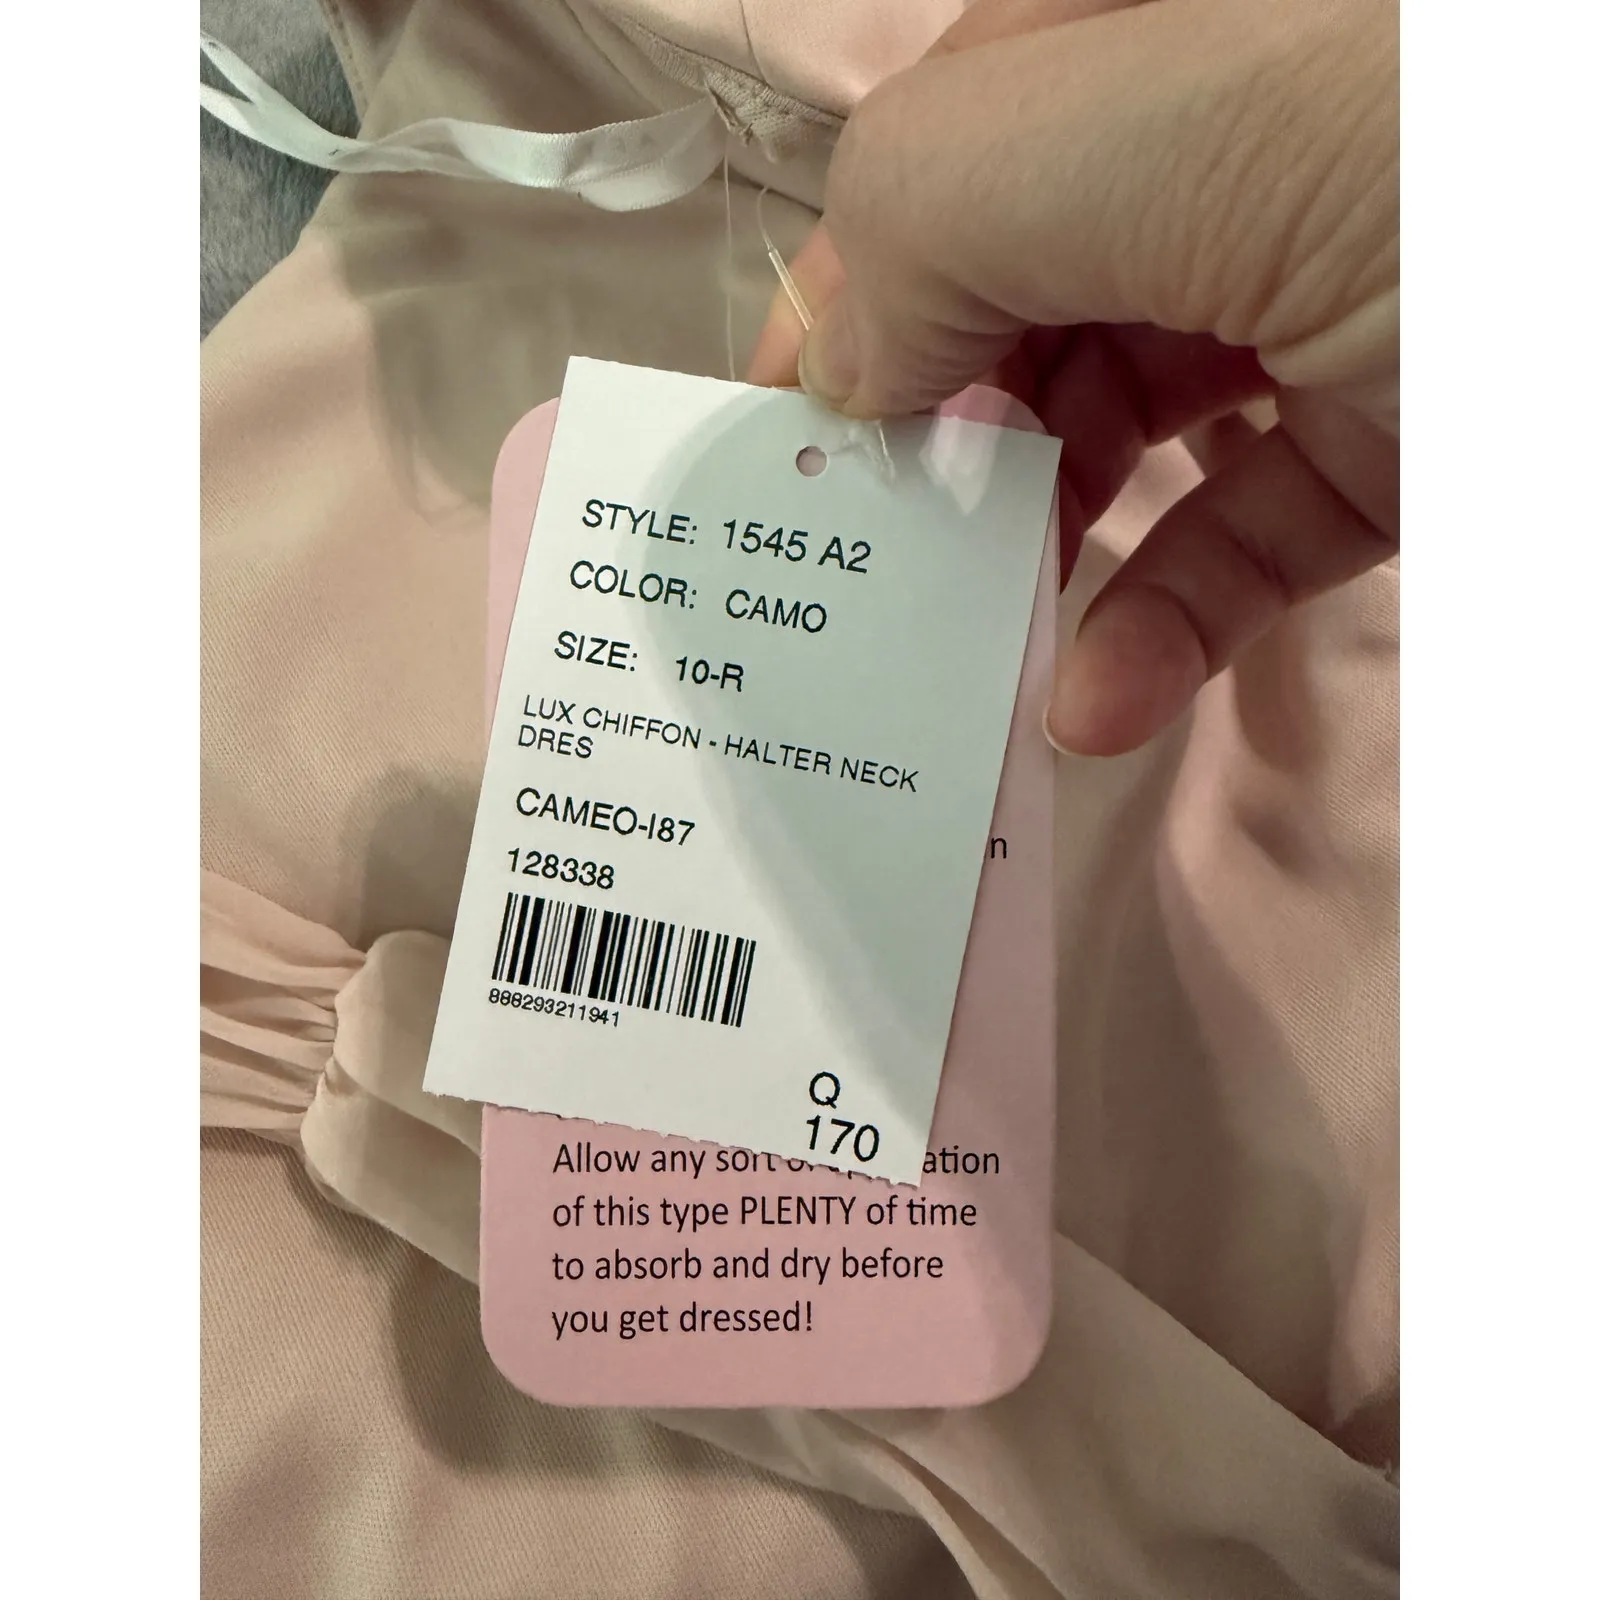 STYLE: 1545 A2
COLOR: CAMO
SIZE: 10-R
LUX CHIFFON - HALTER NECK
DRES
CAMEO-I87
128338
888293211941
Q
170
n
Allow any sort ation
of this type PLENTY of time
to absorb and dry before
you get dressed!